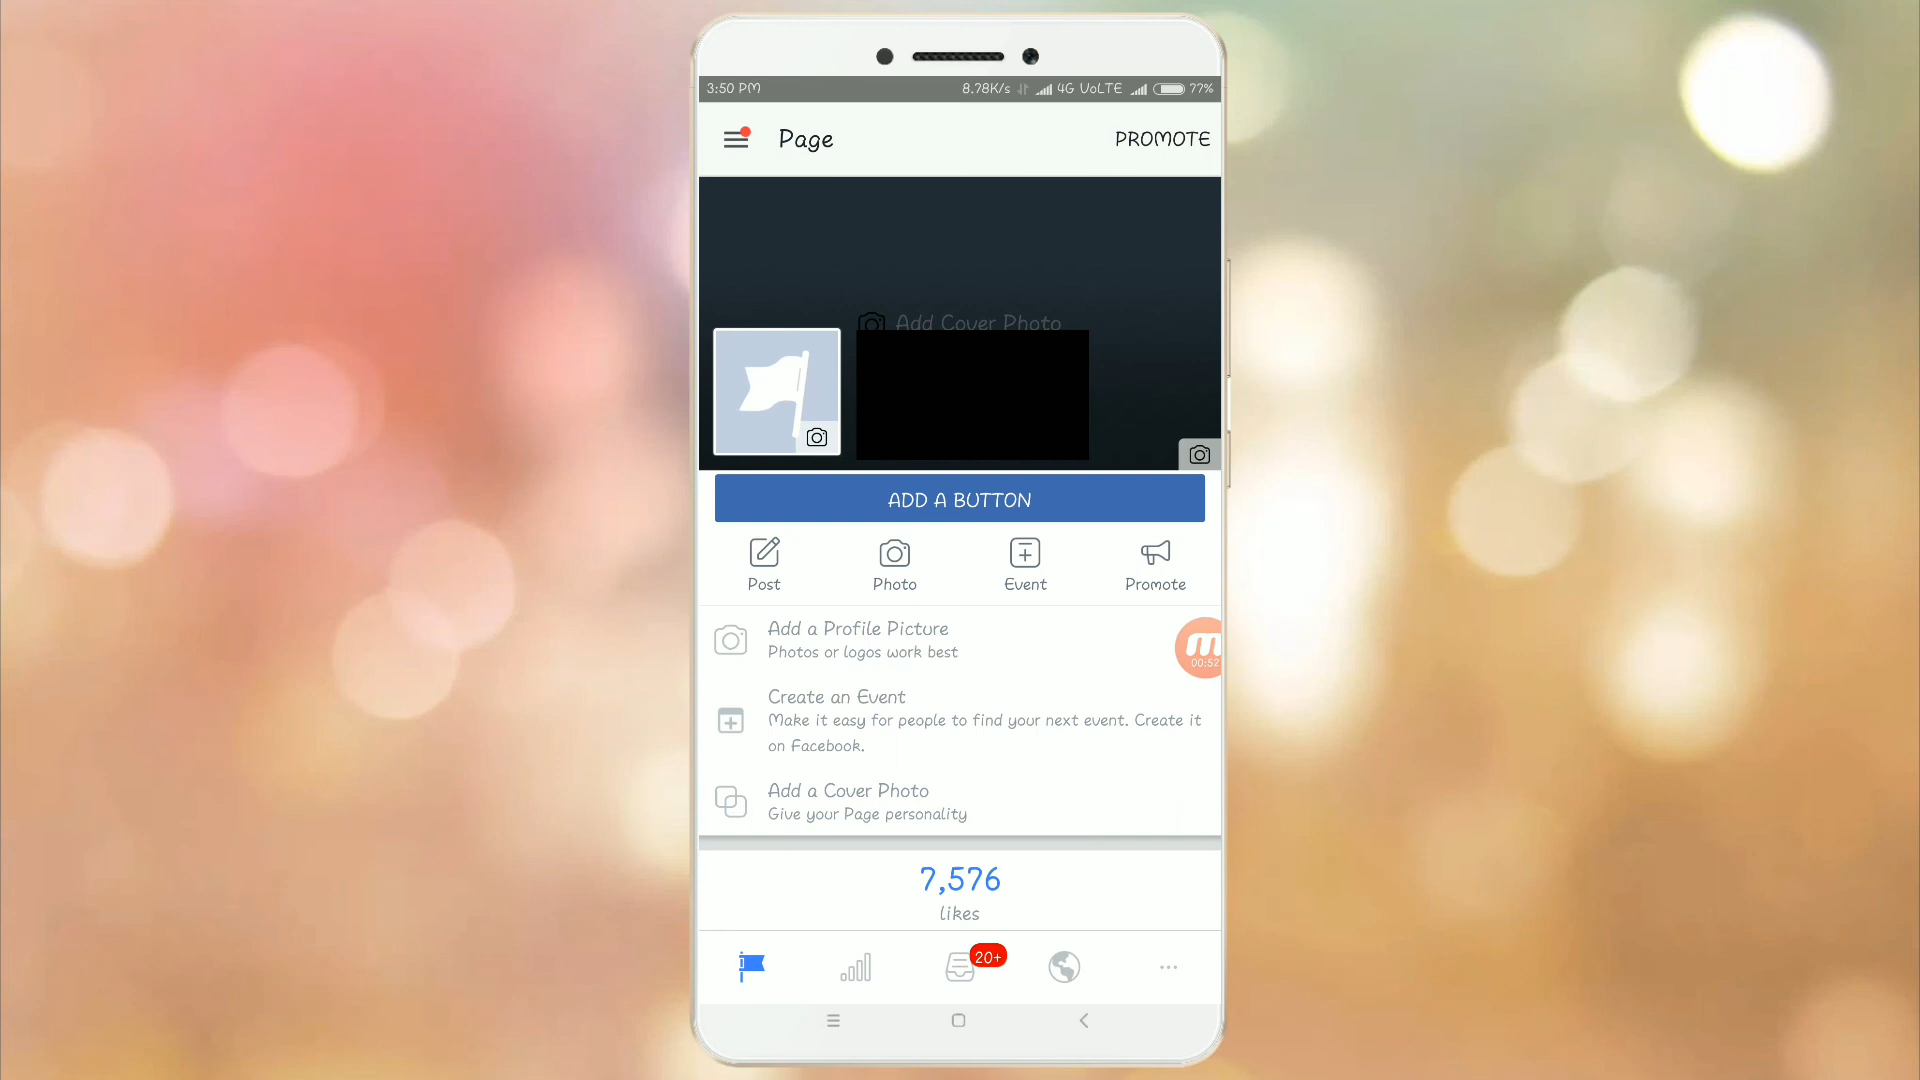 3:50 PM 8.78K/s 4G VoLTE 77%
Page PROMOTE
Add Cover Photo
ADD A BUTTON
Post Photo Event Promote
Add a Profile Picture
Photos or logos work best
00:52
Create an Event
Make it easy for people to find your next event. Create it
on Facebook.
Add a Cover Photo
Give your Page personality
7,576
likes
20+